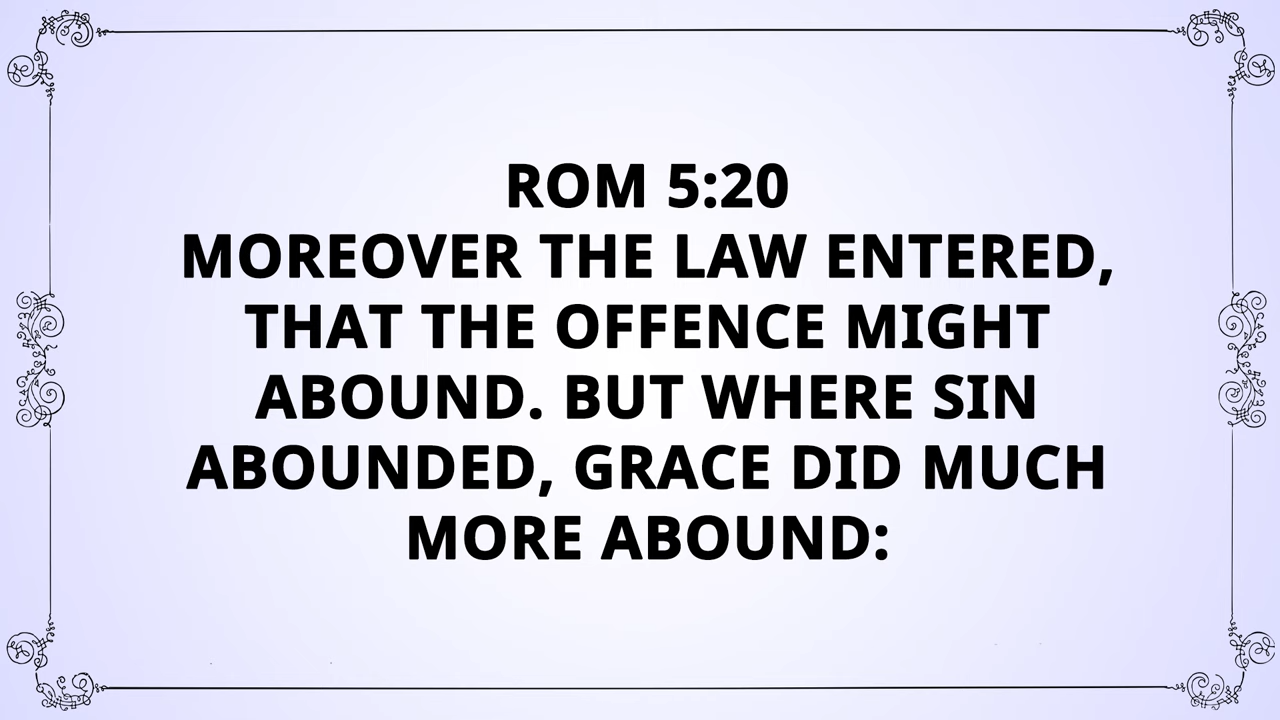 ROM 5:20
MOREOVER THE LAW ENTERED,
THAT THE OFFENCE MIGHT
ABOUND. BUT WHERE SIN
ABOUNDED, GRACE DID MUCH
MORE ABOUND: